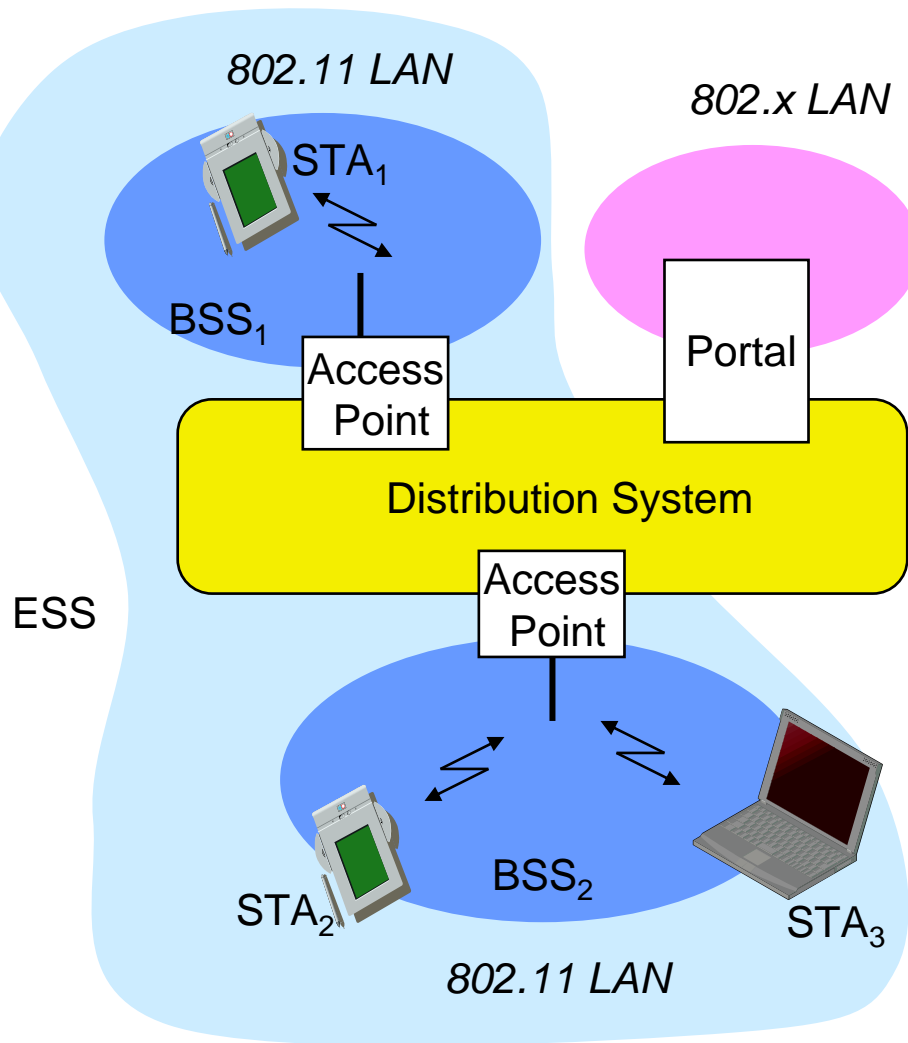 802.11 LAN
802.x LAN
STA₁
BSS₁
Access
Point
Portal
Distribution System
Access
Point
ESS
BSS₂
STA₂
STA₃
802.11 LAN